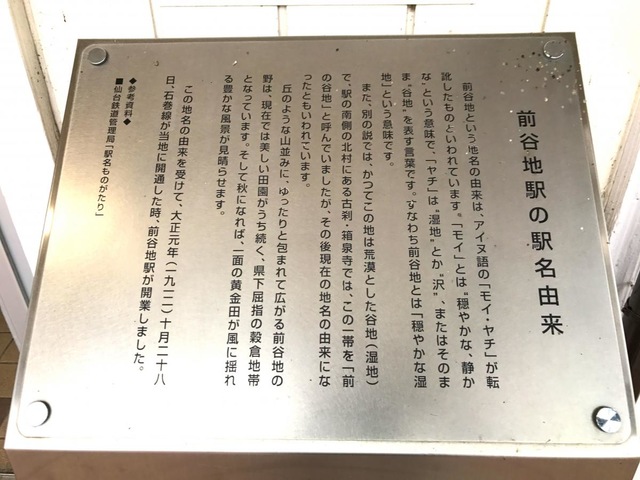 前谷地駅の駅名由来
前谷地という地名の由来は、アイヌ語の「モイ・ヤチ」が転
訛したものといわれています。「モイ」とは〝穏やかな、静か
な〟という意味で、「ヤチ」は〝湿地〟とか〝沢〟、またはそのま
ま〝谷地〟を表す言葉です。すなわち前谷地とは「穏やかな湿
地」という意味です。
また、別の説では、かつてこの地は荒漠とした谷地(湿地)
で、駅の南側の北村にある古刹・箱泉寺では、この一帯を「前
の谷地」と呼んでいましたが、その後現在の地名の由来にな
ったともいわれています。
丘のような山並みに、ゆったりと包まれて広がる前谷地の
野は、現在では美しい田園がうち続く、県下屈指の穀倉地帯
となっています。そして秋になれば、一面の黄金田が風に揺れ
る豊かな風景が見晴らせます。
この地名の由来を受けて、大正元年(一九一二)十月二十八
日、石巻線が当地に開通した時、前谷地駅が開業しました。
◆参考資料◆
■仙台鉄道管理局「駅名ものがたり」